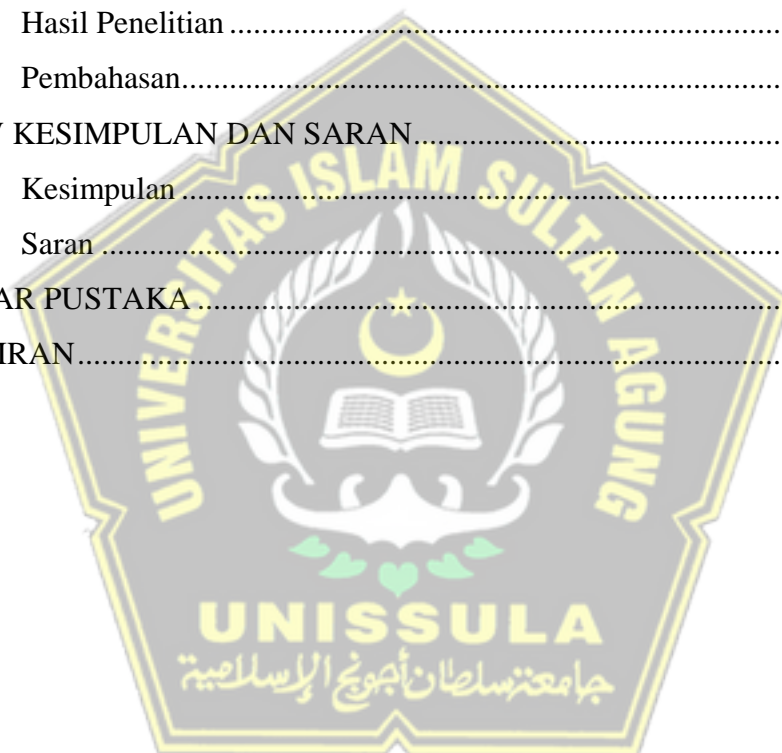 Hasil Penelitian ........................................................................
Pembahasan............................................................................
V KESIMPULAN DAN SARAN...............................................
Kesimpulan ............................................................................
Saran ......................................................................................
AR PUSTAKA ..........................................................................
IRAN.........................................................................................
UNIVERSITAS ISLAM SULTAN AGUNG
UNISSULA
جامعة سلطان أجونج الإسلامية